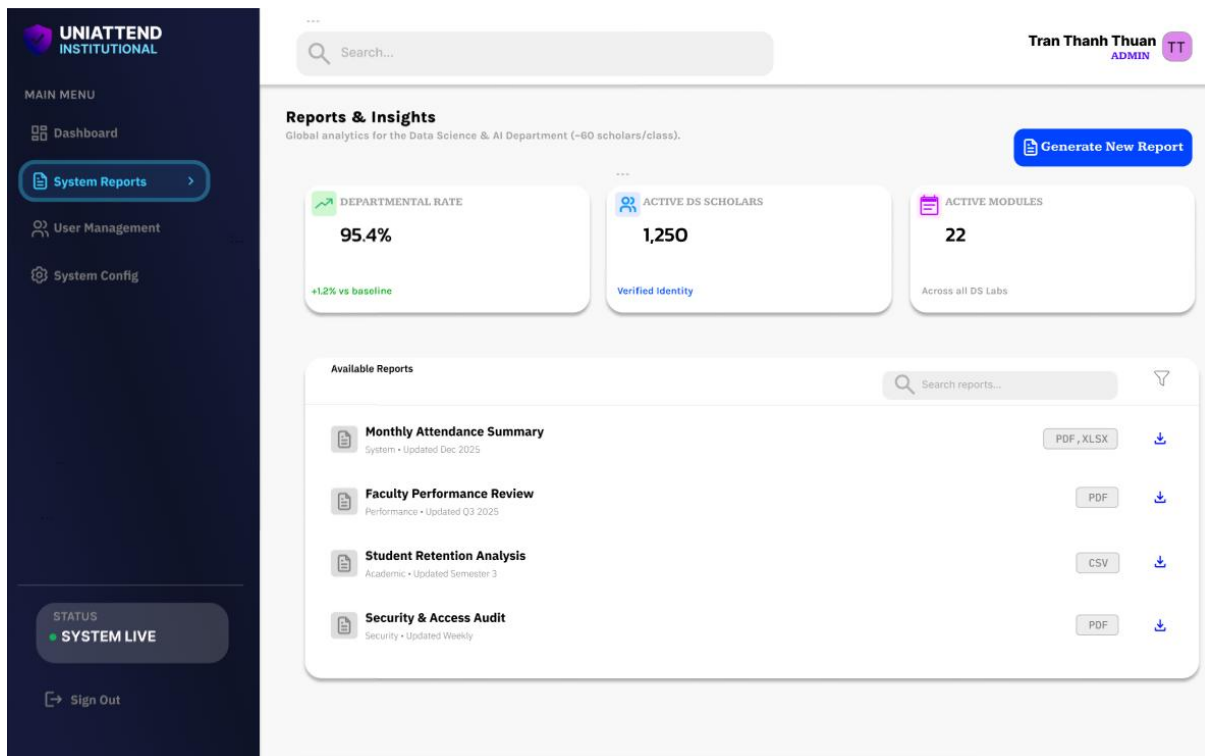 UNIATTEND
INSTITUTIONAL
MAIN MENU
Dashboard
System Reports
User Management
System Config
STATUS
SYSTEM LIVE
Sign Out
Search...
Tran Thanh Thuan
ADMIN
TT
Reports & Insights
Global analytics for the Data Science & AI Department (~60 scholars/class).
Generate New Report
DEPARTMENTAL RATE
95.4%
+1.2% vs baseline
ACTIVE DS SCHOLARS
1,250
Verified Identity
ACTIVE MODULES
22
Across all DS Labs
Available Reports
Search reports...
Monthly Attendance Summary
System • Updated Dec 2025
PDF,XLSX
Faculty Performance Review
Performance • Updated Q3 2025
PDF
Student Retention Analysis
Academic • Updated Semester 3
CSV
Security & Access Audit
Security • Updated Weekly
PDF